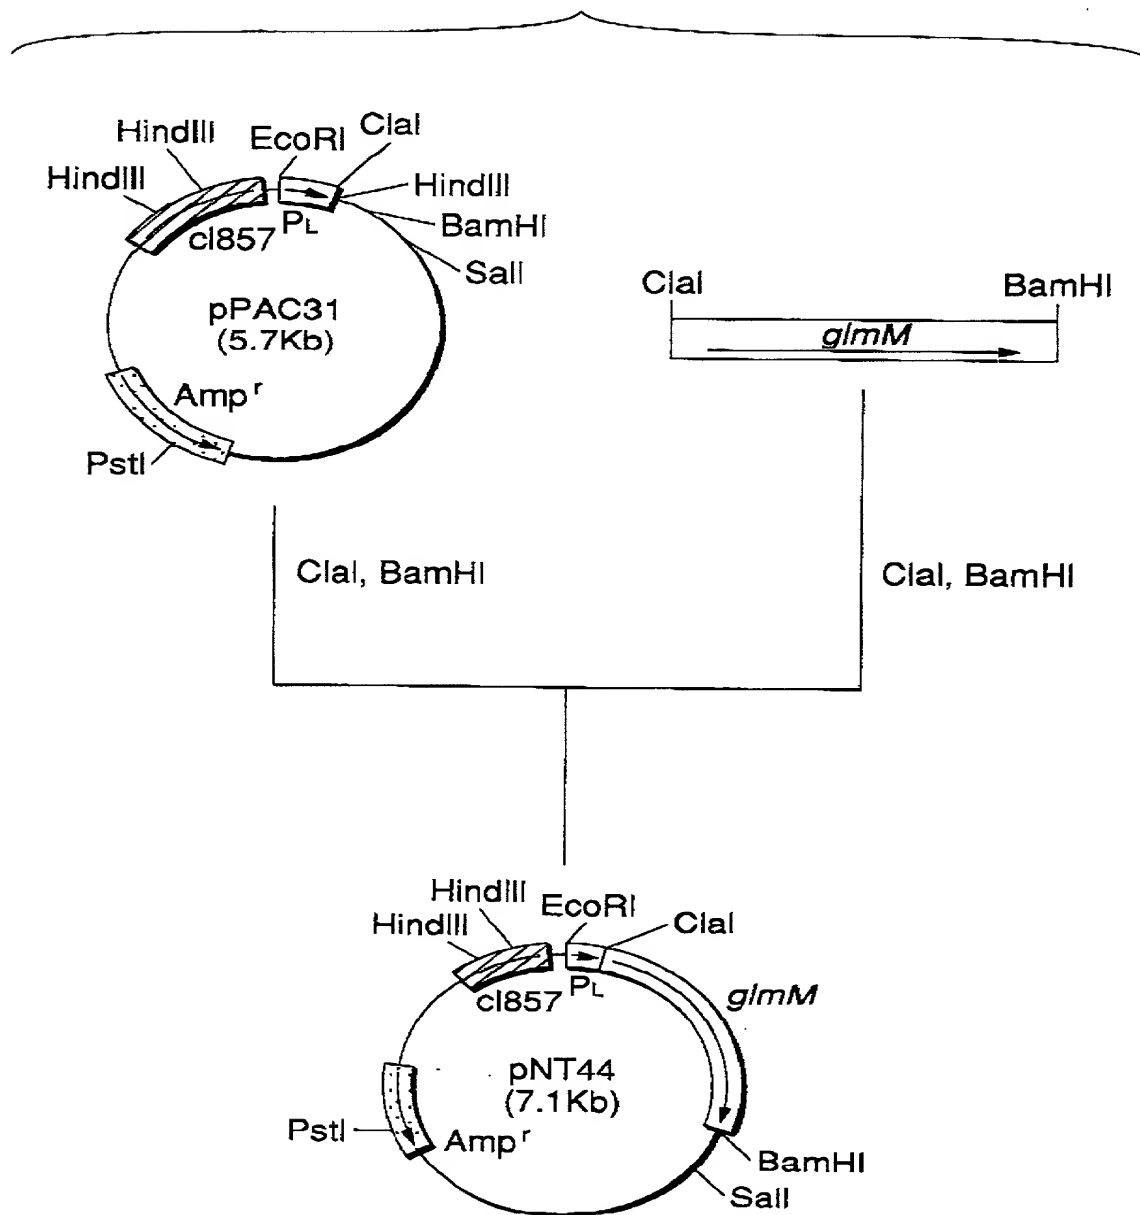 HindIII
HindIII
EcoRI
ClaI
HindIII
BamHI
SalI
PL
cI857
pPAC31
(5.7Kb)
Ampʳ
PstI
ClaI
BamHI
glmM
ClaI, BamHI
ClaI, BamHI
HindIII
HindIII
EcoRI
ClaI
PL
cI857
glmM
pNT44
(7.1Kb)
PstI
Ampʳ
BamHI
SalI